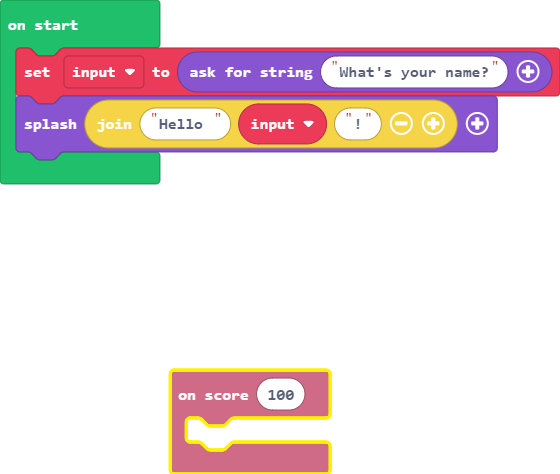 on start
set input to ask for string "What's your name?"
splash join "Hello " input "!"
on score 100